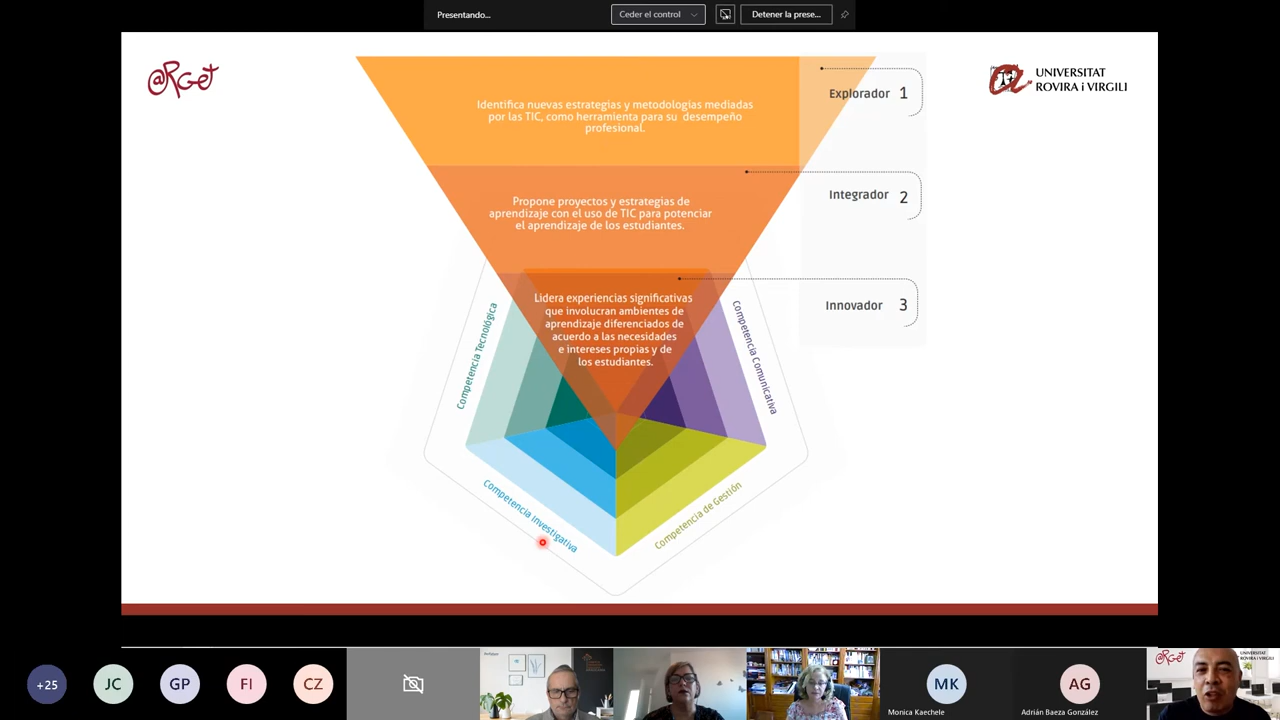 Presentando...
Ceder el control
Detener la prese...
@RGet
UNIVERSITAT
ROVIRA i VIRGILI
Identifica nuevas estrategias y metodologías mediadas
por las TIC, como herramienta para su desempeño
profesional.
Explorador 1
Propone proyectos y estrategias de
aprendizaje con el uso de TIC para potenciar
el aprendizaje de los estudiantes.
Integrador 2
Lidera experiencias significativas
que involucran ambientes de
aprendizaje diferenciados de
acuerdo a las necesidades
e intereses propias y de
los estudiantes.
Innovador 3
Competencia Tecnológica
Competencia Comunicativa
Competencia Investigativa
Competencia de Gestión
+25
JC
GP
FI
CZ
MK
Monica Kaechele
AG
Adrián Baeza González
@RGet
UNIVERSITAT
ROVIRA i VIRGILI